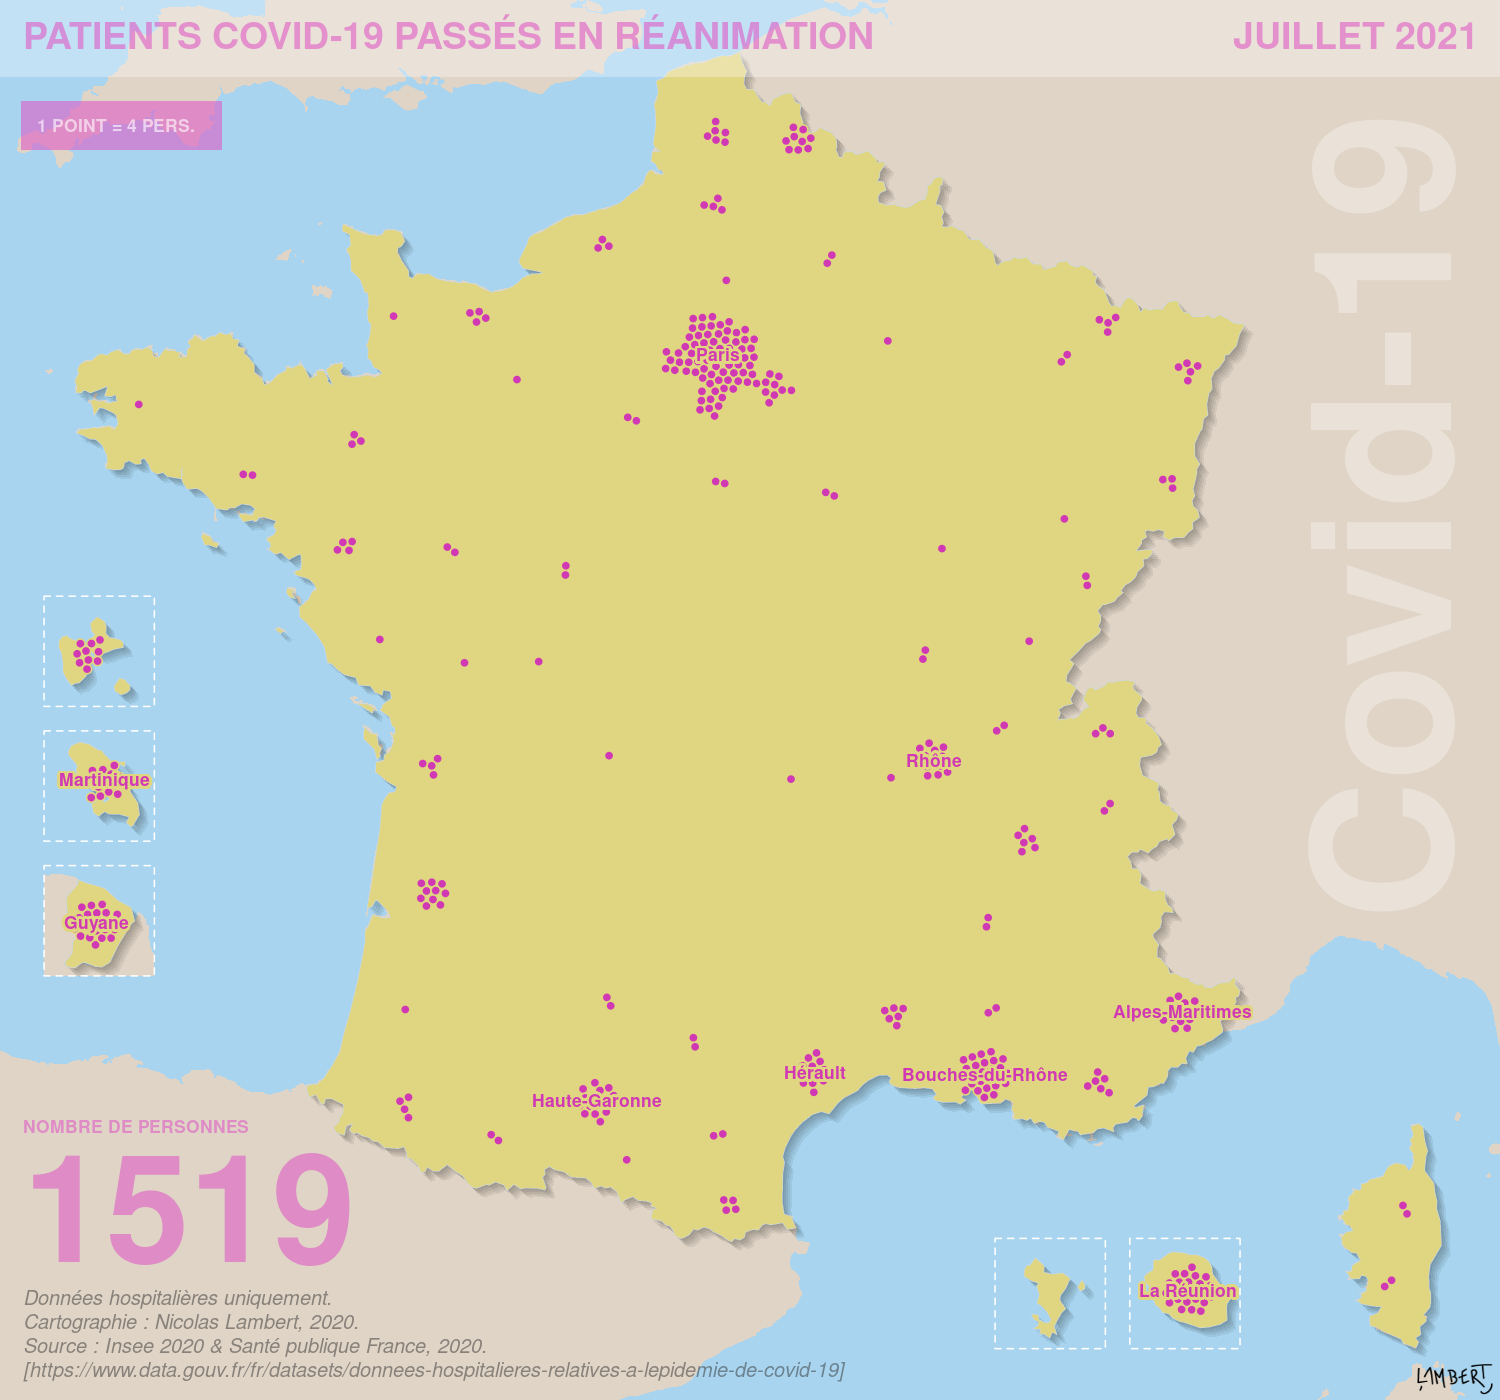 PATIENTS COVID-19 PASSÉS EN RÉANIMATION
JUILLET 2021
1 POINT = 4 PERS.
Covid-19
Paris
Rhône
Martinique
Guyane
Alpes-Maritimes
Hérault
Bouches-du-Rhône
Haute-Garonne
La Réunion
NOMBRE DE PERSONNES
1519
Données hospitalières uniquement.
Cartographie : Nicolas Lambert, 2020.
Source : Insee 2020 & Santé publique France, 2020.
[https://www.data.gouv.fr/fr/datasets/donnees-hospitalieres-relatives-a-lepidemie-de-covid-19]
LAMBERT